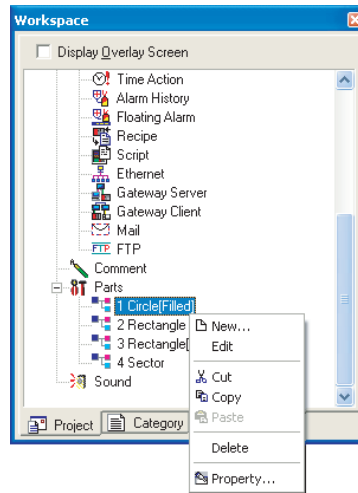 Workspace
Display Overlay Screen
Time Action
Alarm History
Floating Alarm
Recipe
Script
Ethernet
Gateway Server
Gateway Client
Mail
FTP FTP
Comment
Parts
1 Circle[Filled]
2 Rectangle
3 Rectangle[
4 Sector
Sound
New...
Edit
Cut
Copy
Paste
Delete
Property...
Project
Category